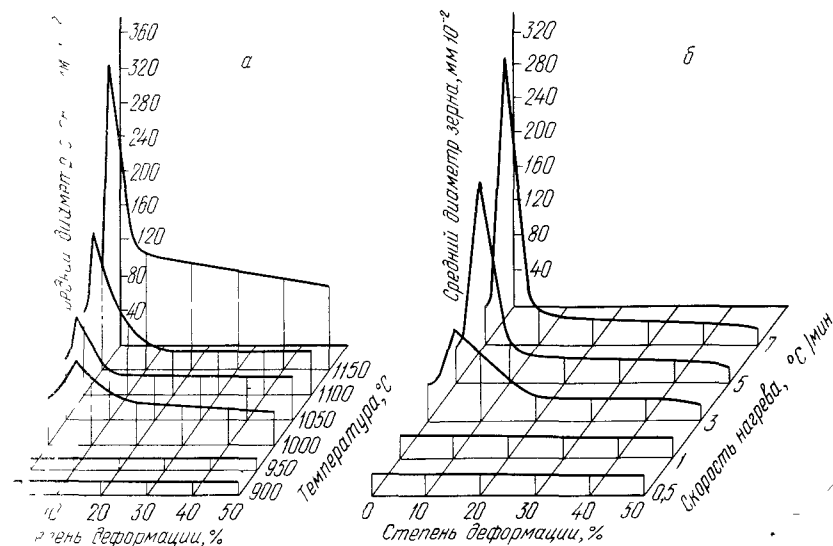 360
320
280
240
200
160
120
80
40
а
диаметр
1150
1100
1050
1000
950
900
Температура, °С
10 20 30 40 50
деформации, %
320
280
240
200
160
120
80
40
б
Средний диаметр зерна, мм 10⁻²
7
5
3
1
0,5
Скорость нагрева, °С/мин
0 10 20 30 40 50
Степень деформации, %